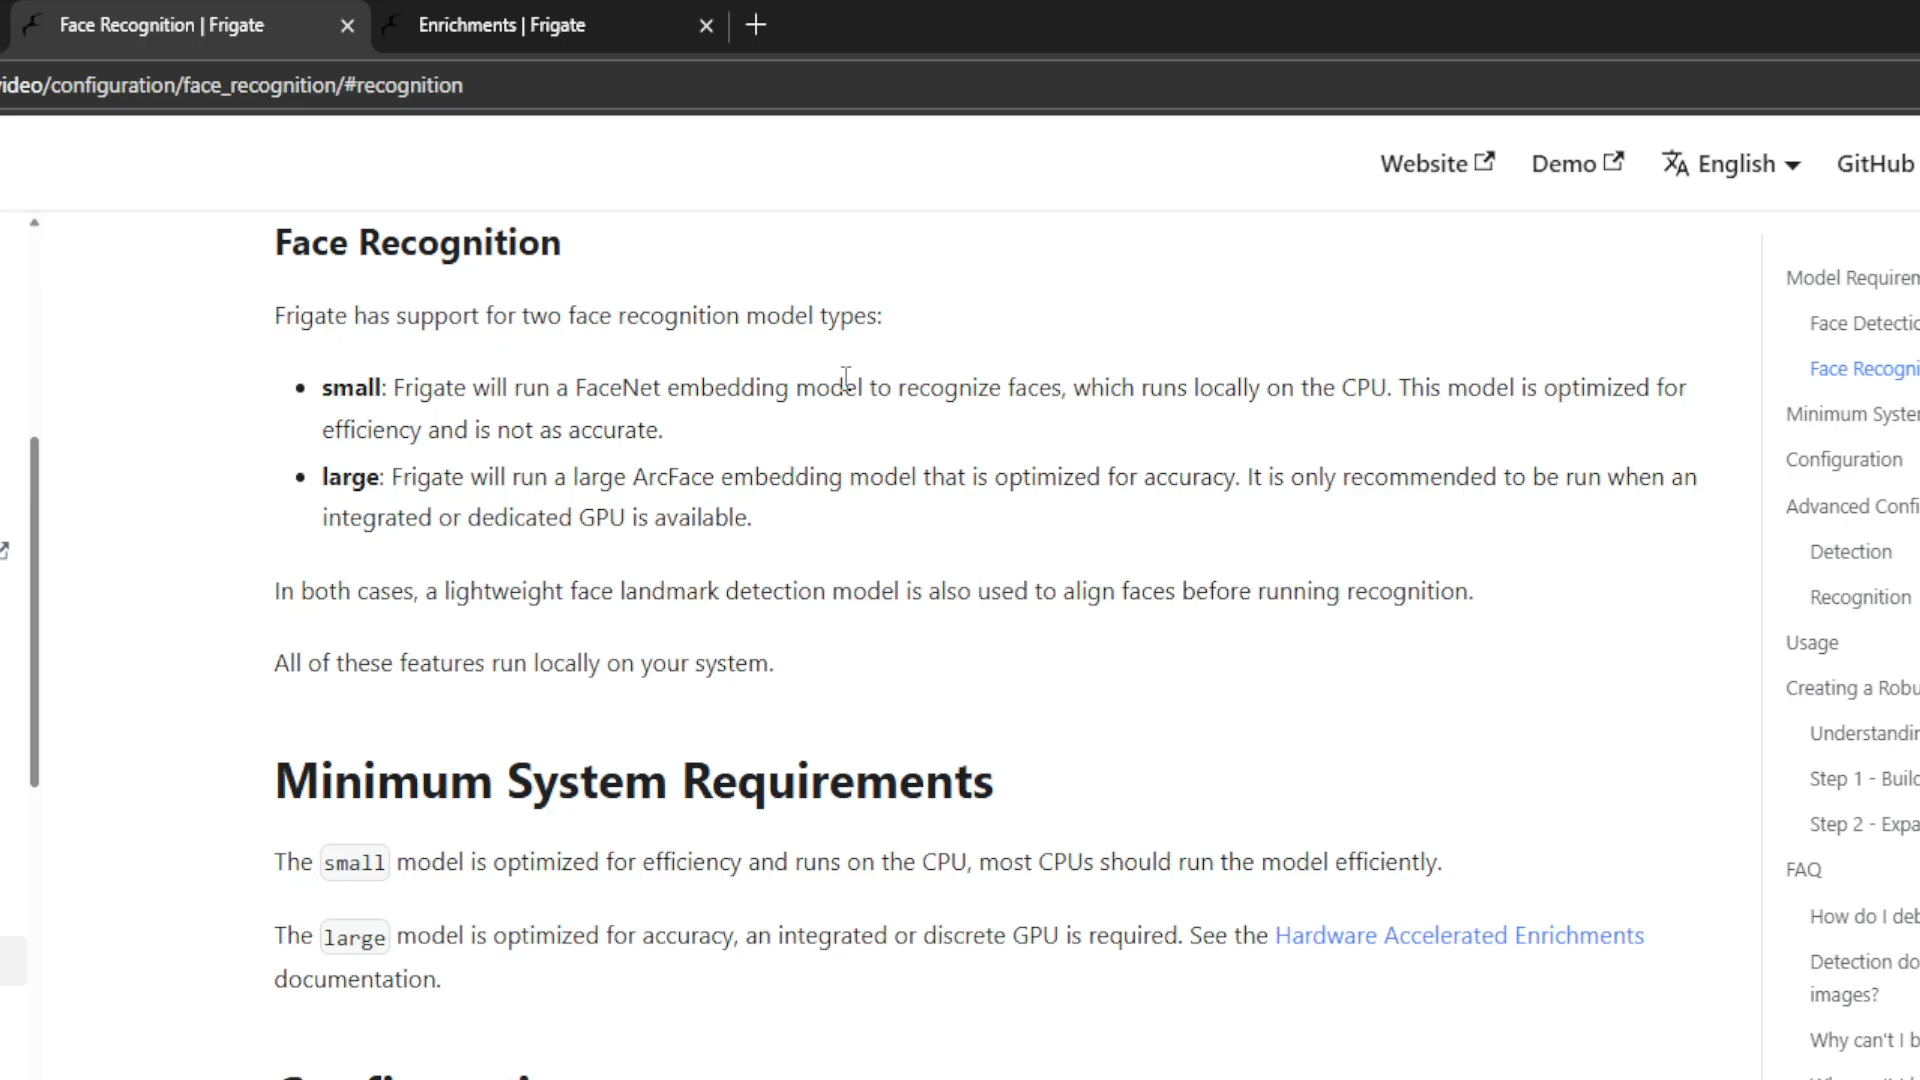 Face Recognition | Frigate
Enrichments | Frigate
video/configuration/face_recognition/#recognition
Website
Demo
English
GitHub
Face Recognition
Frigate has support for two face recognition model types:
small: Frigate will run a FaceNet embedding model to recognize faces, which runs locally on the CPU. This model is optimized for
efficiency and is not as accurate.
large: Frigate will run a large ArcFace embedding model that is optimized for accuracy. It is only recommended to be run when an
integrated or dedicated GPU is available.
In both cases, a lightweight face landmark detection model is also used to align faces before running recognition.
All of these features run locally on your system.
Minimum System Requirements
The small model is optimized for efficiency and runs on the CPU, most CPUs should run the model efficiently.
The large model is optimized for accuracy, an integrated or discrete GPU is required. See the Hardware Accelerated Enrichments
documentation.
Model Requirem
Face Detectio
Face Recogni
Minimum System
Configuration
Advanced Confi
Detection
Recognition
Usage
Creating a Robu
Understandin
Step 1 - Build
Step 2 - Expa
FAQ
How do I deb
Detection do
images?
Why can't I b